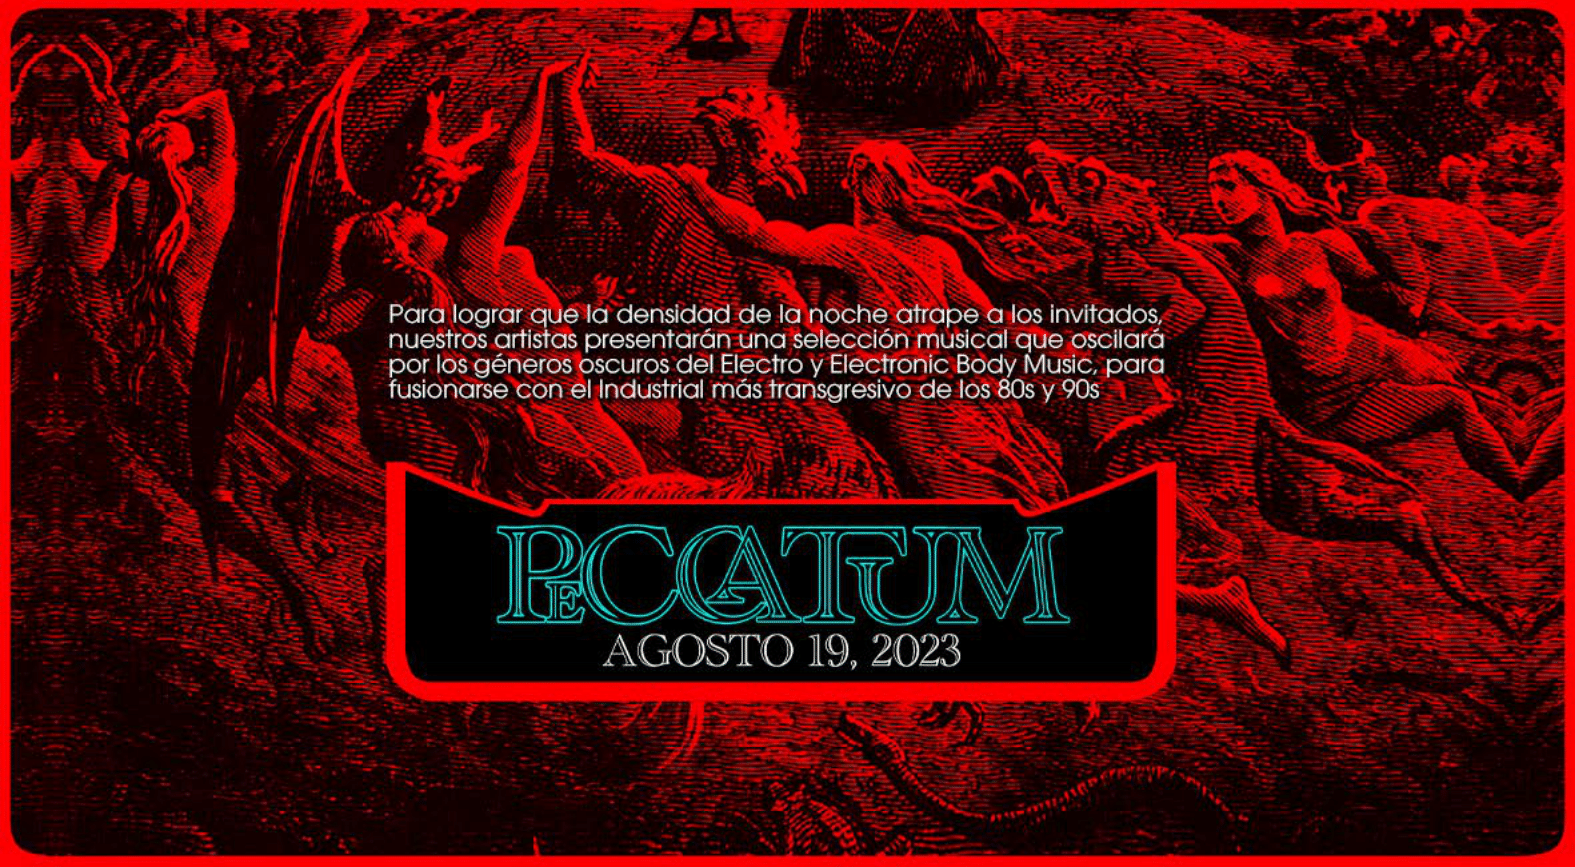 Para lograr que la densidad de la noche atrape a los invitados,
nuestros artistas presentarán una selección musical que oscilará
por los géneros oscuros del Electro y Electronic Body Music, para
fusionarse con el Industrial más transgresivo de los 80s y 90s
PECCATUM
AGOSTO 19, 2023